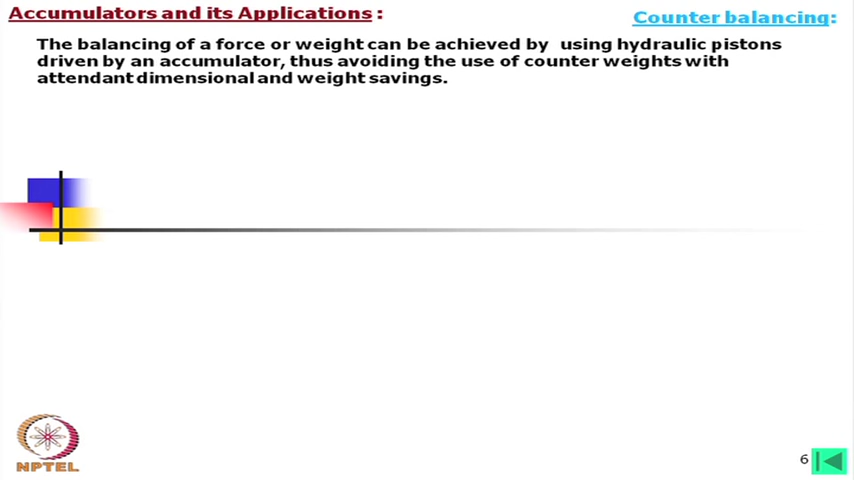 Accumulators and its Applications :
Counter balancing:
The balancing of a force or weight can be achieved by using hydraulic pistons
driven by an accumulator, thus avoiding the use of counter weights with
attendant dimensional and weight savings.
NPTEL
6